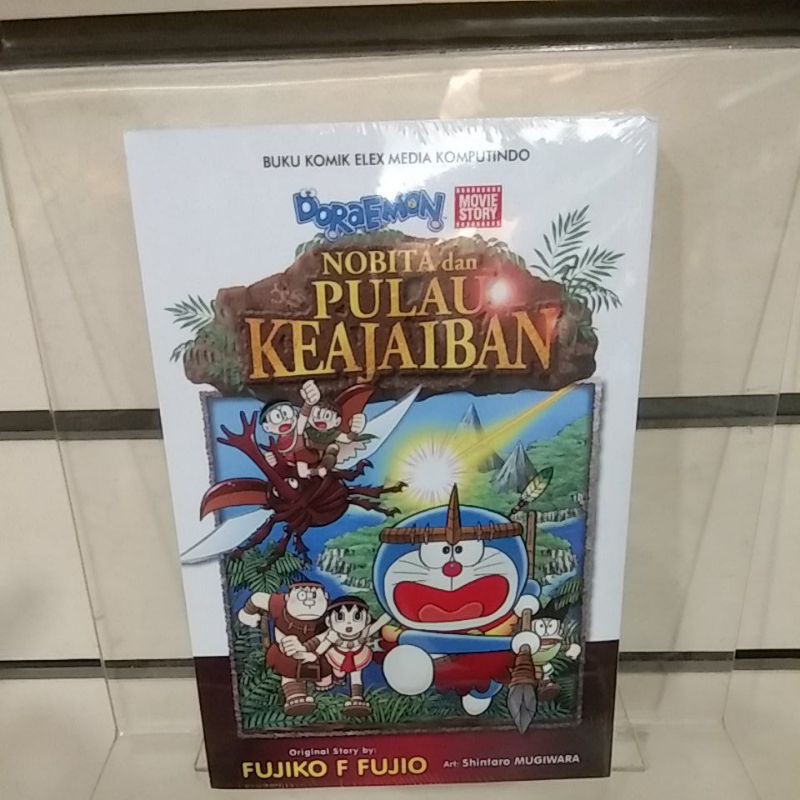 BUKU KOMIK ELEX MEDIA KOMPUTINDO
DORAEMON MOVIE STORY
NOBITA dan
PULAU
KEAJAIBAN
Original Story by:
FUJIKO F FUJIO Art: Shintaro MUGIWARA